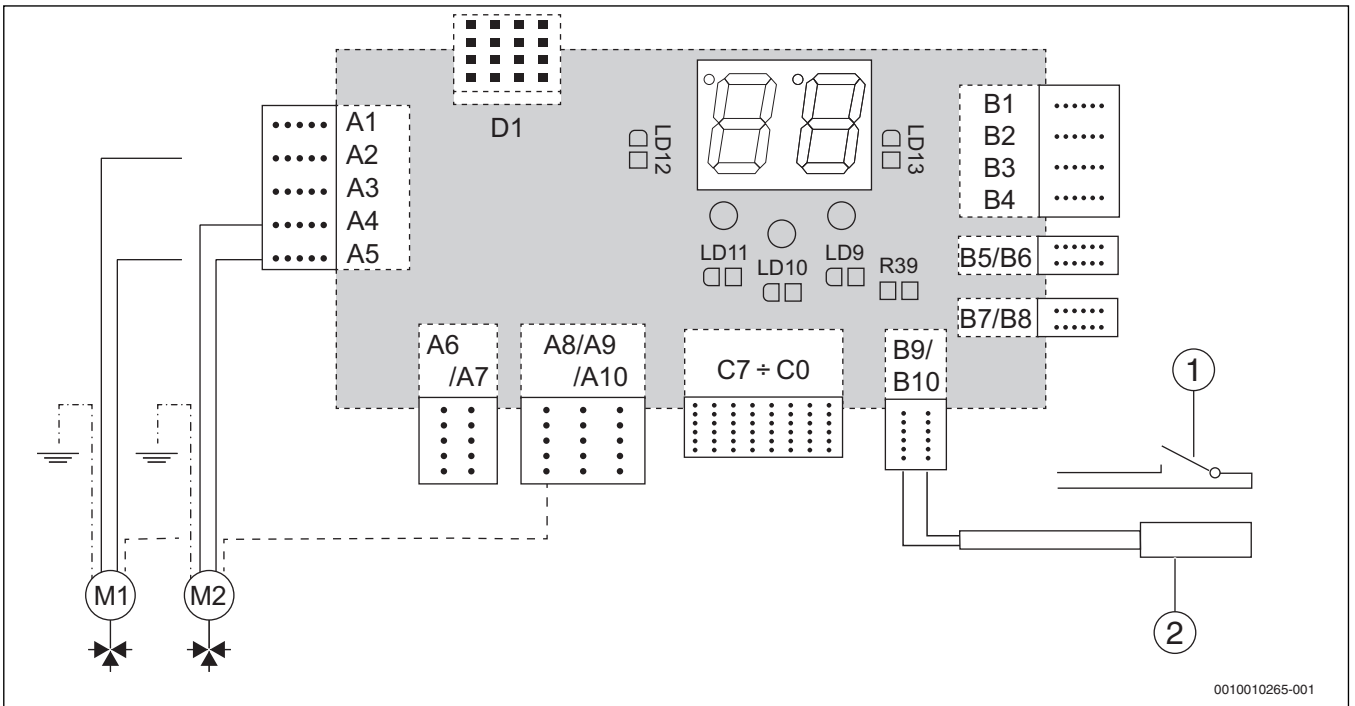 D1
LD12
LD13
A1
A2
A3
A4
A5
B1
B2
B3
B4
B5/B6
B7/B8
LD11
LD10
LD9
R39
A6
/A7
A8/A9
/A10
C7 ÷ C0
B9/
B10
1
2
M1
M2
0010010265-001